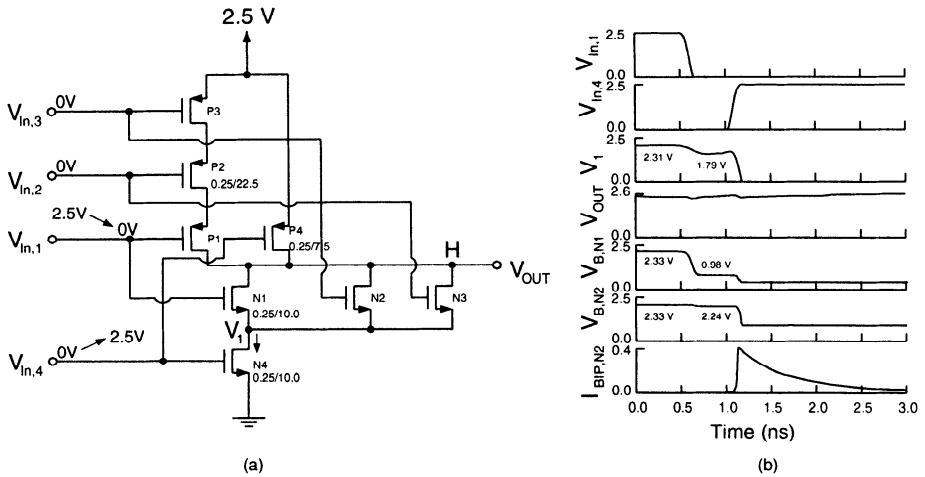 (a)
2.5 V
V_In,3 0V
P3
V_In,2 0V
P2
0.25/22.5
2.5V
V_In,1 0V
P1
P4
0.25/7.5
H
V_OUT
N1
0.25/10.0
N2
N3
V_1
V_In,4 0V 2.5V
N4
0.25/10.0
(a)
(b)
V_In,1 2.5 0.0
V_In,4 2.5 0.0
V_1 2.5 0.0 2.31 V 1.79 V
V_OUT 2.6 0.0
V_B,N1 2.5 0.0 2.33 V 0.98 V
V_B,N2 2.5 0.0 2.33 V 2.24 V
I_BIP,N2 0.4 0.0
0.0 0.5 1.0 1.5 2.0 2.5 3.0
Time (ns)
(b)